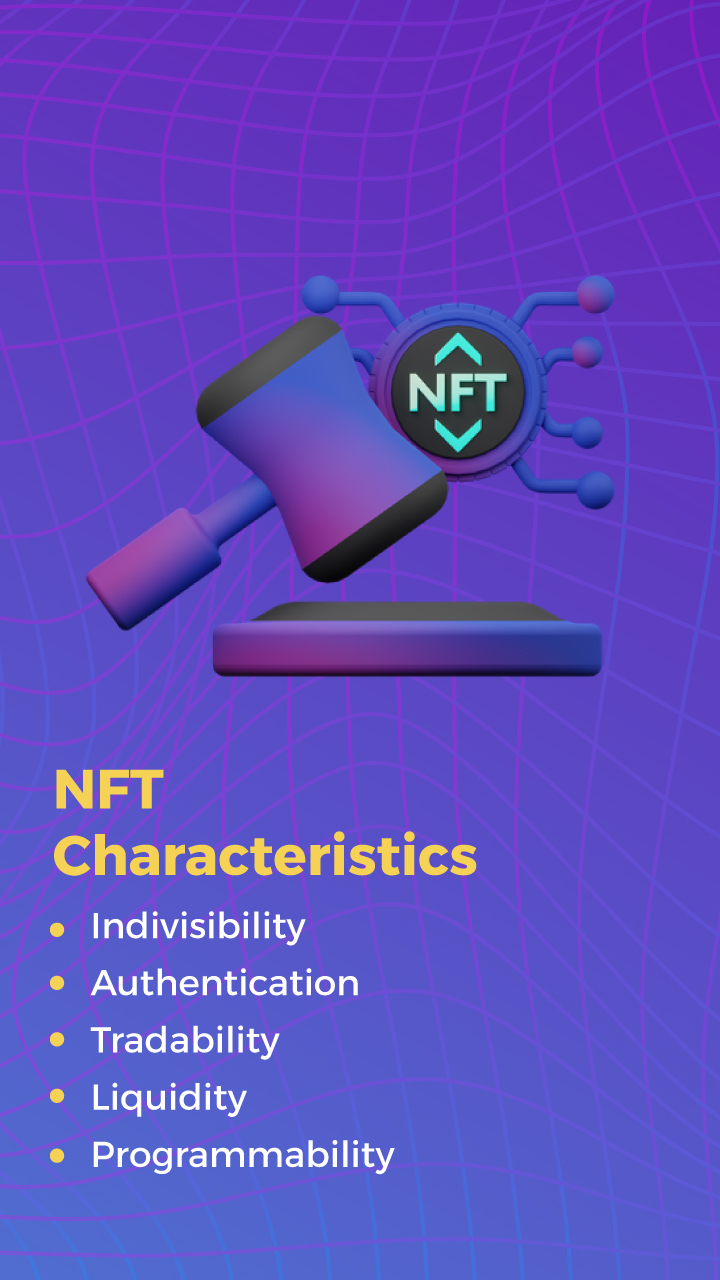 NFT
NFT
Characteristics
Indivisibility
Authentication
Tradability
Liquidity
Programmability